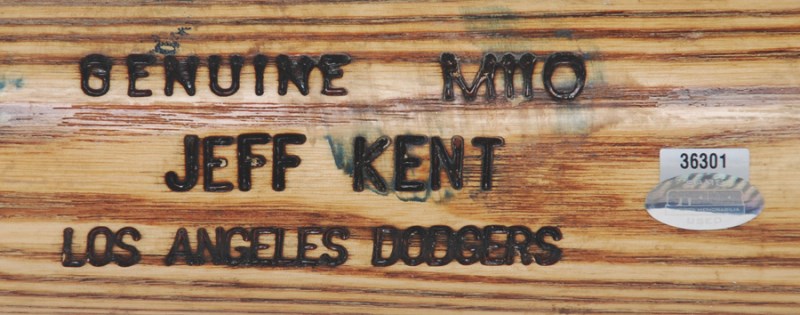 GENUINE M110
JEFF KENT
LOS ANGELES DODGERS
36301